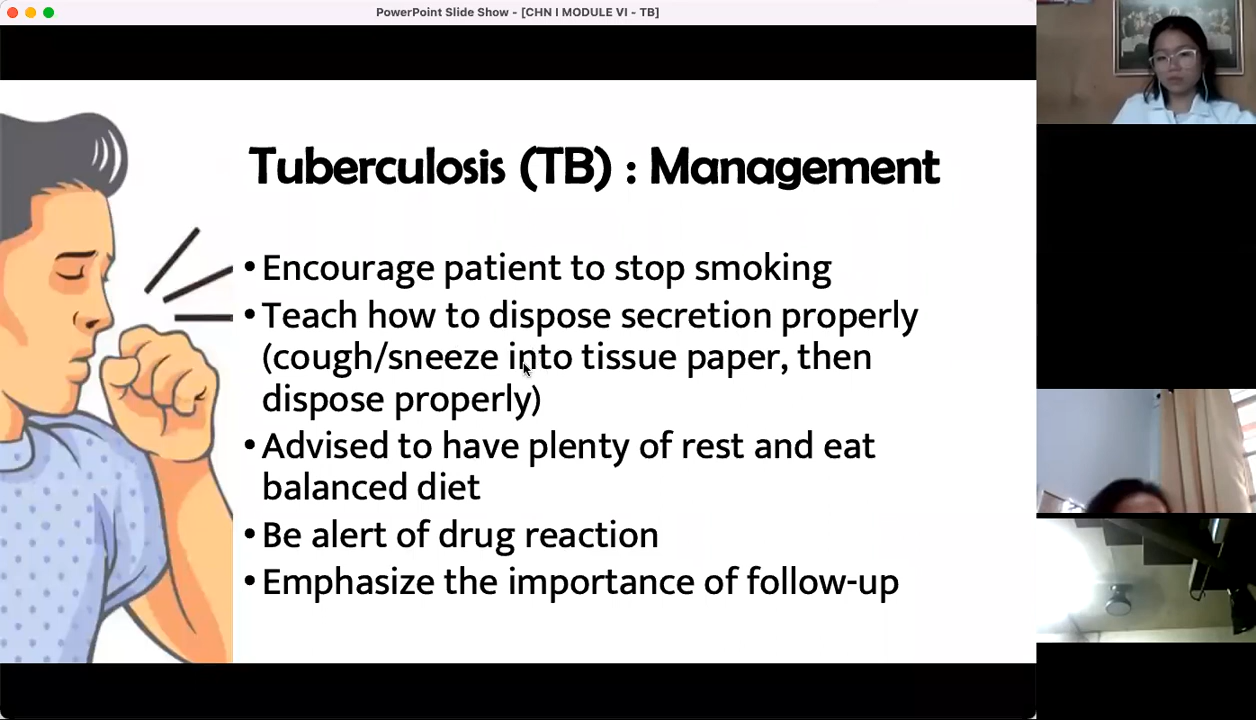 PowerPoint Slide Show - [CHN I MODULE VI - TB]
Tuberculosis (TB) : Management
• Encourage patient to stop smoking
• Teach how to dispose secretion properly
(cough/sneeze into tissue paper, then
dispose properly)
• Advised to have plenty of rest and eat
balanced diet
• Be alert of drug reaction
• Emphasize the importance of follow-up